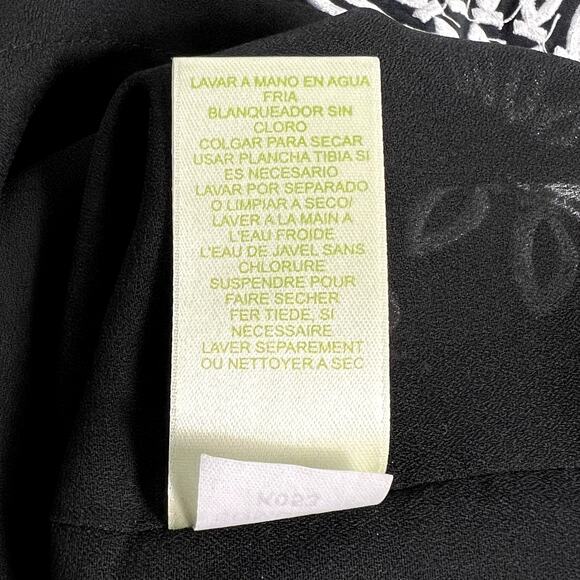 LAVAR A MANO EN AGUA
FRIA
BLANQUEADOR SIN
CLORO
COLGAR PARA SECAR
USAR PLANCHA TIBIA SI
ES NECESARIO
LAVAR POR SEPARADO
O LIMPIAR A SECO/
LAVER A LA MAIN A
L'EAU FROIDE
L'EAU DE JAVEL SANS
CHLORURE
SUSPENDRE POUR
FAIRE SECHER
FER TIEDE, SI
NECESSAIRE
LAVER SEPAREMENT
OU NETTOYER A SEC